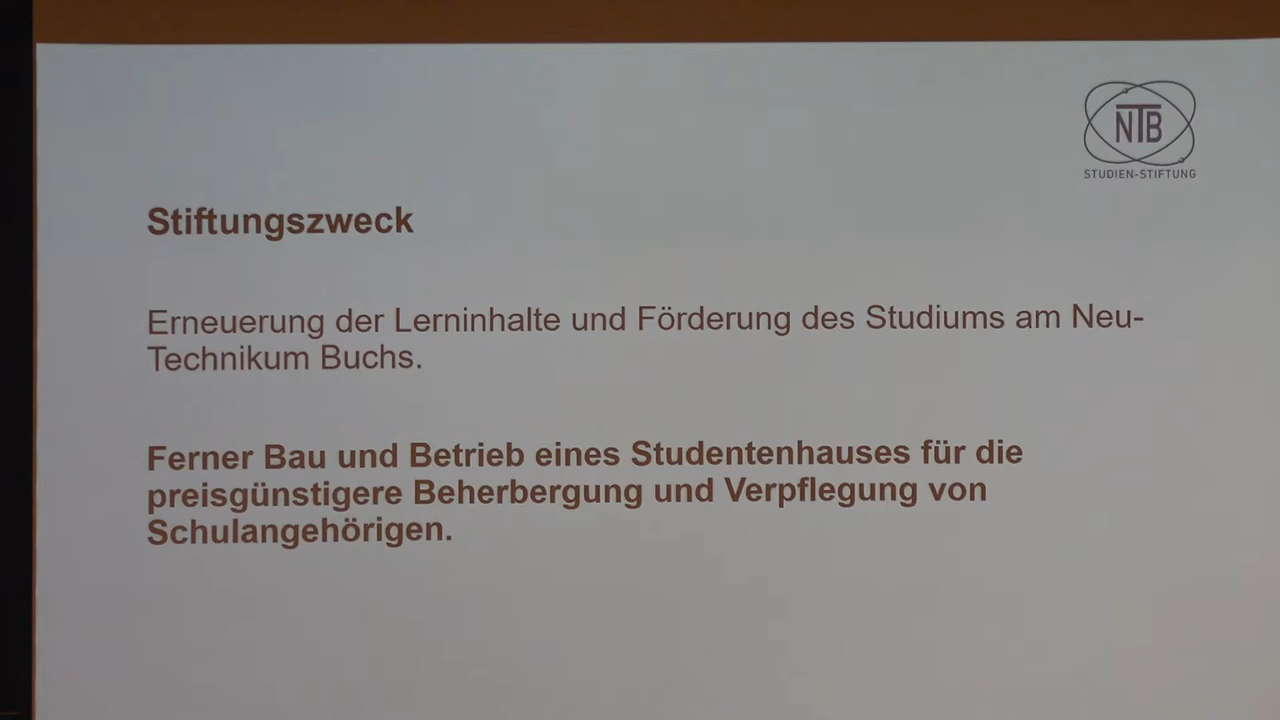 NTB
STUDIEN-STIFTUNG
Stiftungszweck
Erneuerung der Lerninhalte und Förderung des Studiums am Neu-
Technikum Buchs.
Ferner Bau und Betrieb eines Studentenhauses für die
preisgünstigere Beherbergung und Verpflegung von
Schulangehörigen.